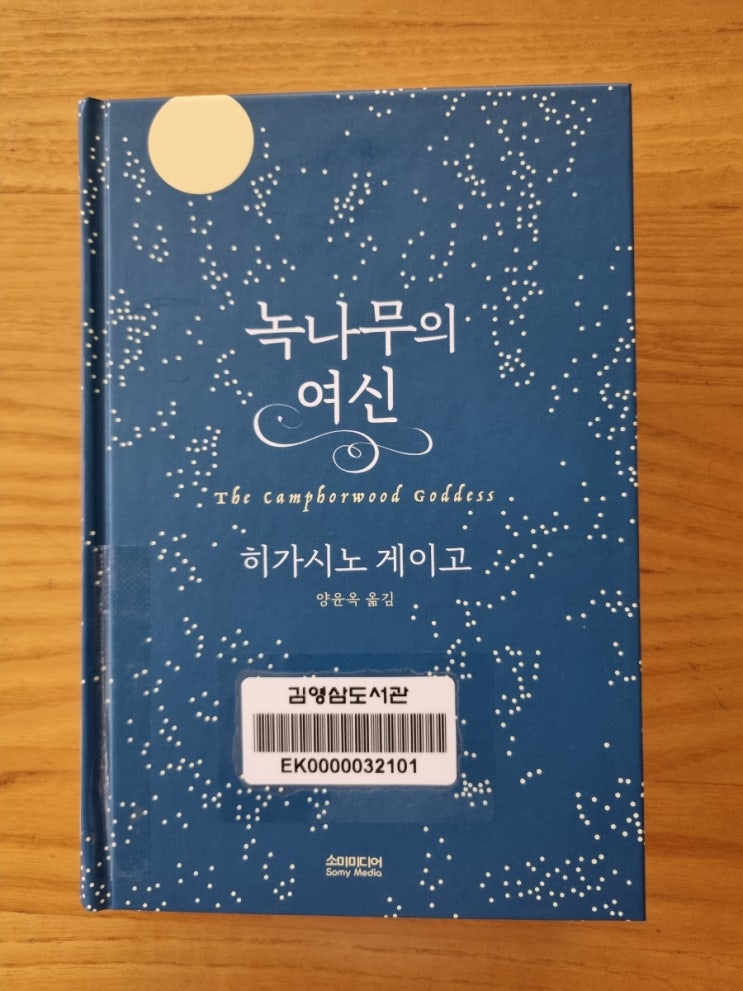 녹나무의
여신
The Camphorwood Goddess
히가시노 게이고
양윤옥 옮김
김영삼도서관
EK0000032101
소미미디어
Somy Media